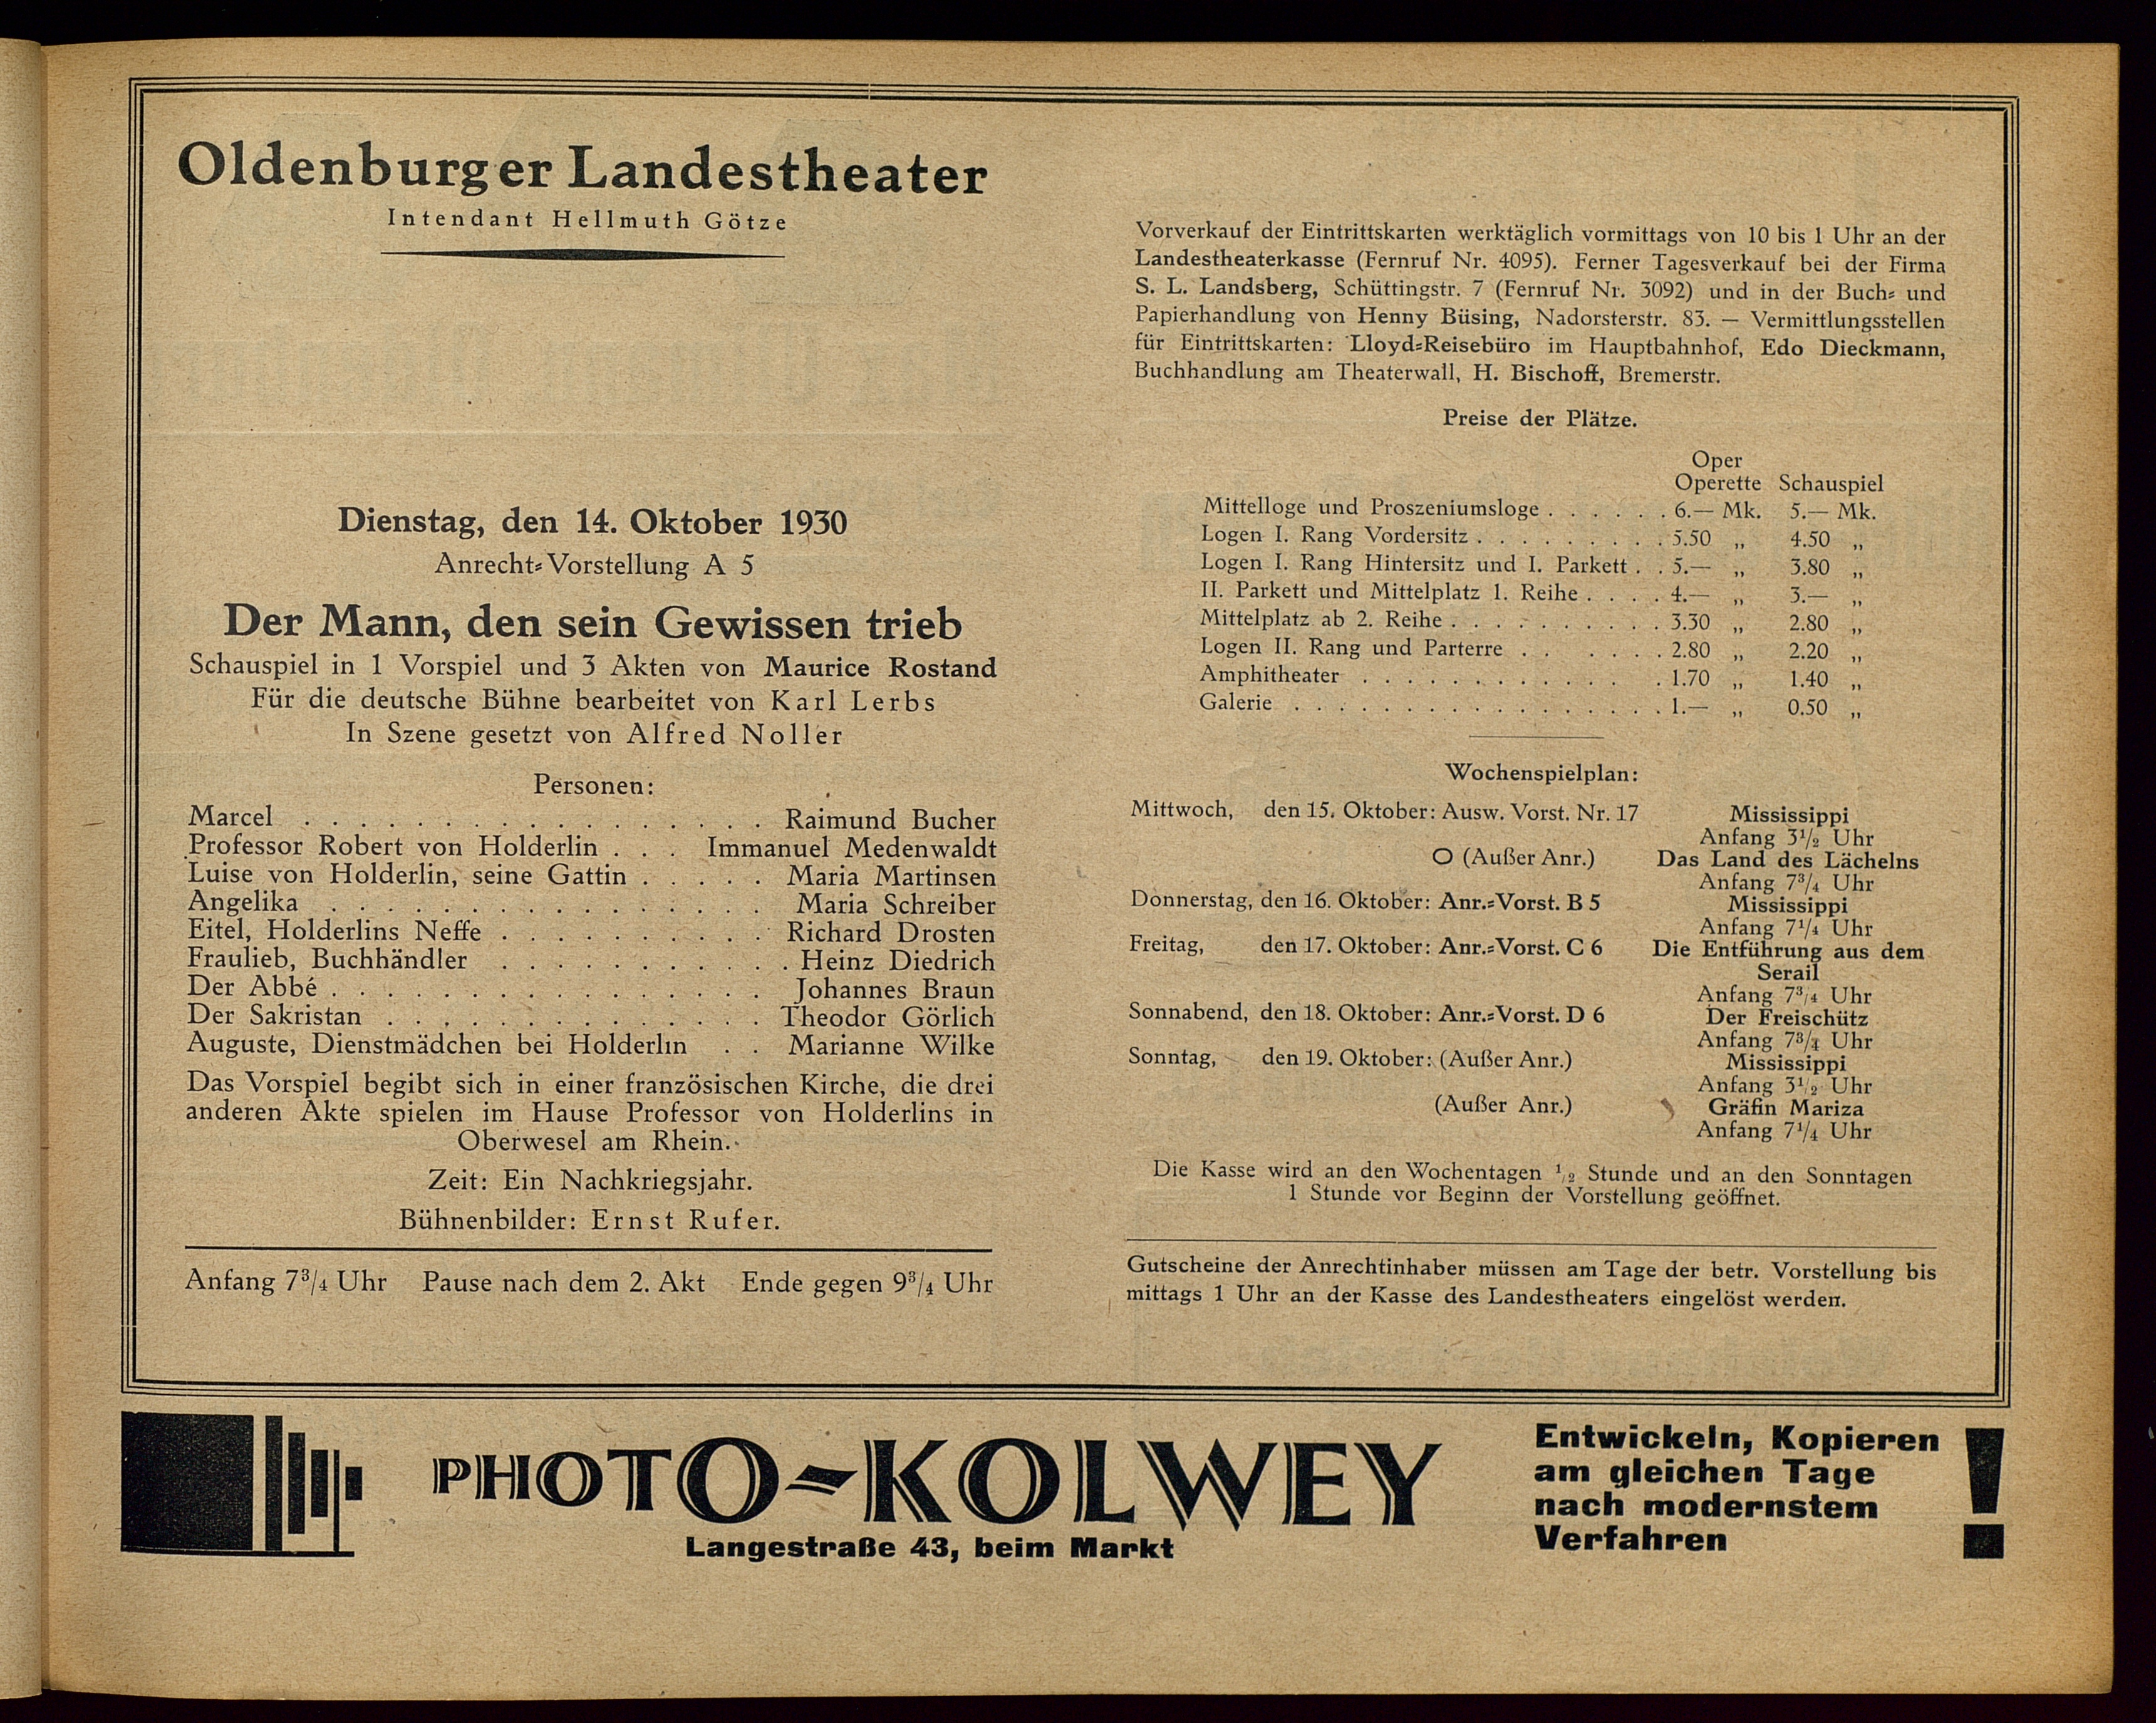 Oldenburger Landestheater
Intendant Hellmuth Götze
Dienstag, den 14. Oktober 1930
Anrecht=Vorstellung A 5
Der Mann, den sein Gewissen trieb
Schauspiel in 1 Vorspiel und 3 Akten von Maurice Rostand
Für die deutsche Bühne bearbeitet von Karl Lerbs
In Szene gesetzt von Alfred Noller
Personen:
Marcel . . . . . . . . . . . . . . . . . Raimund Bucher
Professor Robert von Holderlin . . . Immanuel Medenwaldt
Luise von Holderlin, seine Gattin . . . . . Maria Martinsen
Angelika . . . . . . . . . . . . . . . . Maria Schreiber
Eitel, Holderlins Neffe . . . . . . . . . . Richard Drosten
Fraulieb, Buchhändler . . . . . . . . . . . Heinz Diedrich
Der Abbé . . . . . . . . . . . . . . . . Johannes Braun
Der Sakristan . . . . . . . . . . . . . . Theodor Görlich
Auguste, Dienstmädchen bei Holderlin . . Marianne Wilke
Das Vorspiel begibt sich in einer französischen Kirche, die drei
anderen Akte spielen im Hause Professor von Holderlins in
Oberwesel am Rhein.
Zeit: Ein Nachkriegsjahr.
Bühnenbilder: Ernst Rufer.
Anfang 7³/₄ Uhr Pause nach dem 2. Akt Ende gegen 9³/₄ Uhr
Vorverkauf der Eintrittskarten werktäglich vormittags von 10 bis 1 Uhr an der
Landestheaterkasse (Fernruf Nr. 4095). Ferner Tagesverkauf bei der Firma
S. L. Landsberg, Schüttingstr. 7 (Fernruf Nr. 3092) und in der Buch= und
Papierhandlung von Henny Büsing, Nadorsterstr. 83. — Vermittlungsstellen
für Eintrittskarten: Lloyd=Reisebüro im Hauptbahnhof, Edo Dieckmann,
Buchhandlung am Theaterwall, H. Bischoff, Bremerstr.
Preise der Plätze.
Oper
Operette Schauspiel
Mittelloge und Proszeniumsloge . . . . . . 6.— Mk. 5.— Mk.
Logen I. Rang Vordersitz . . . . . . . . . 5.50 „ 4.50 „
Logen I. Rang Hintersitz und I. Parkett . . 5.— „ 3.80 „
II. Parkett und Mittelplatz 1. Reihe . . . . 4.— „ 3.— „
Mittelplatz ab 2. Reihe . . . . . . . . . . 3.30 „ 2.80 „
Logen II. Rang und Parterre . . . . . . 2.80 „ 2.20 „
Amphitheater . . . . . . . . . . . . . 1.70 „ 1.40 „
Galerie . . . . . . . . . . . . . . . . . 1.— „ 0.50 „
Wochenspielplan:
Mittwoch, den 15. Oktober: Ausw. Vorst. Nr. 17 Mississippi
Anfang 3¹/₂ Uhr
O (Außer Anr.) Das Land des Lächelns
Anfang 7³/₄ Uhr
Donnerstag, den 16. Oktober: Anr.=Vorst. B 5 Mississippi
Anfang 7¹/₄ Uhr
Freitag, den 17. Oktober: Anr.=Vorst. C 6 Die Entführung aus dem
Serail
Anfang 7³/₄ Uhr
Sonnabend, den 18. Oktober: Anr.=Vorst. D 6 Der Freischütz
Anfang 7³/₄ Uhr
Sonntag, den 19. Oktober: (Außer Anr.) Mississippi
Anfang 3¹/₂ Uhr
(Außer Anr.) Gräfin Mariza
Anfang 7¹/₄ Uhr
Die Kasse wird an den Wochentagen ¹/₂ Stunde und an den Sonntagen
1 Stunde vor Beginn der Vorstellung geöffnet.
Gutscheine der Anrechtinhaber müssen am Tage der betr. Vorstellung bis
mittags 1 Uhr an der Kasse des Landestheaters eingelöst werden.
PHOTO=KOLWEY
Langestraße 43, beim Markt
Entwickeln, Kopieren
am gleichen Tage
nach modernstem
Verfahren !